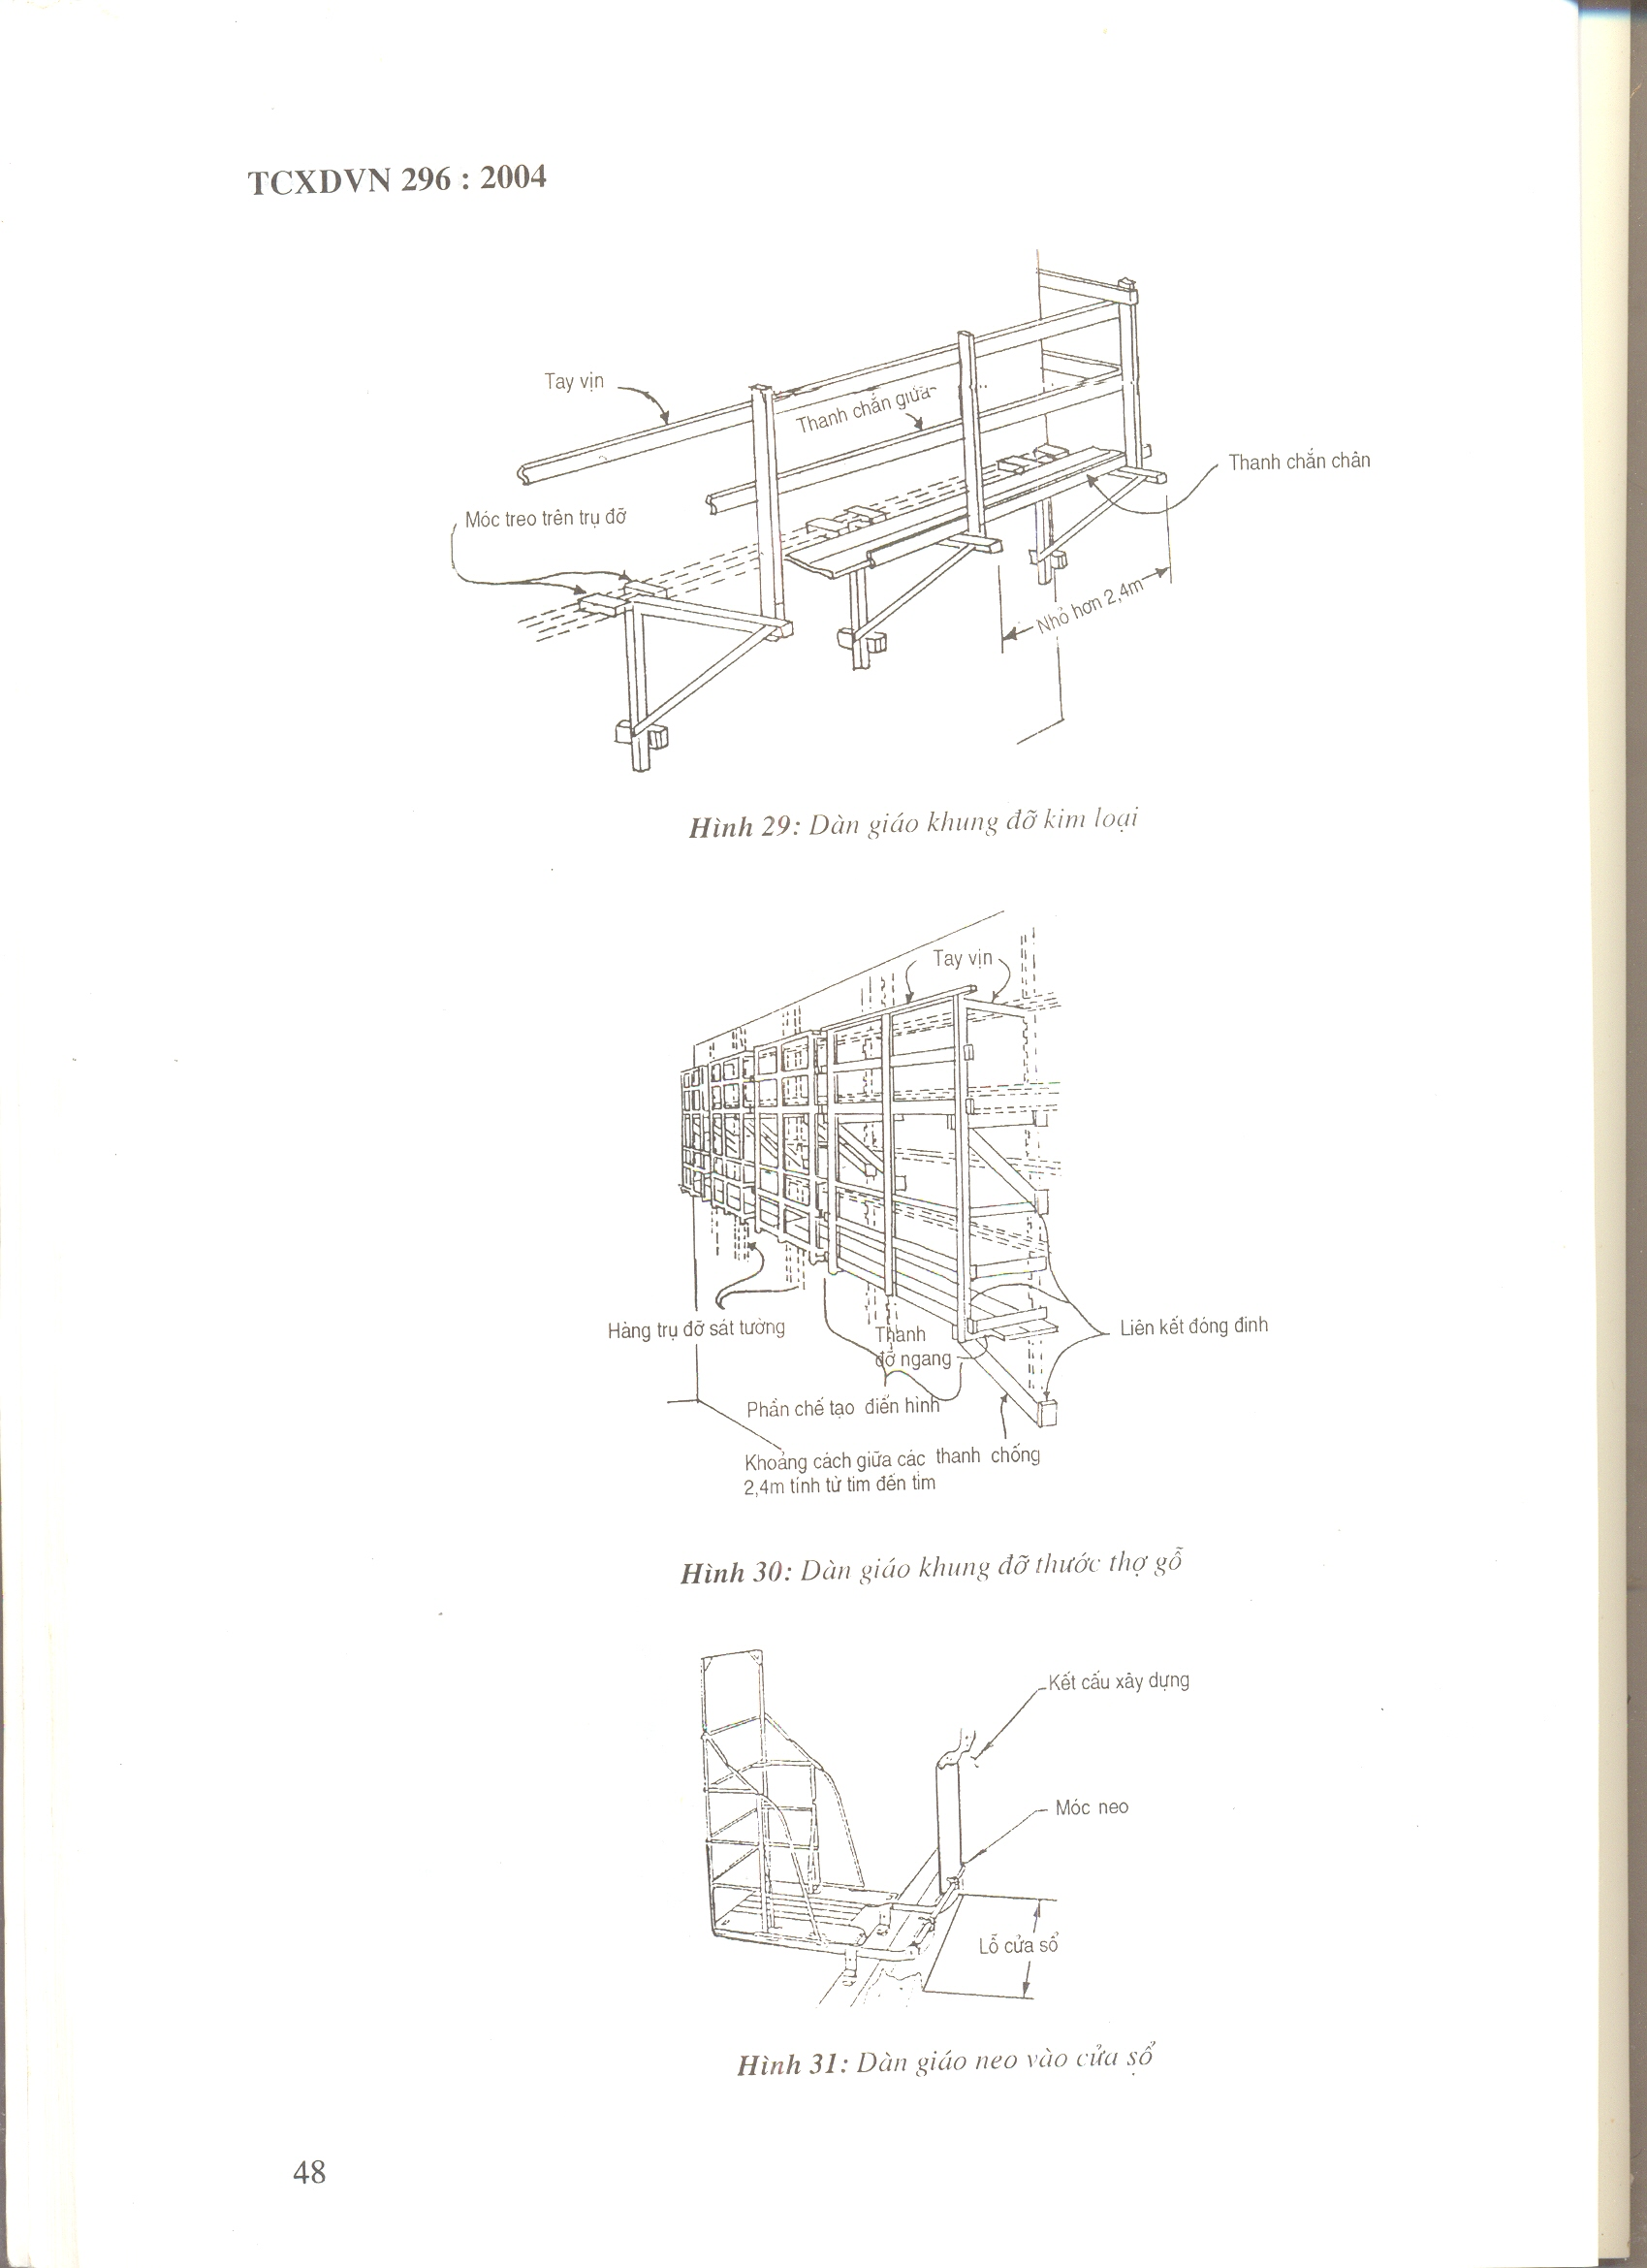 TCXDVN 296 : 2004
Tay vịn
Thanh chắn giữa
Thanh chắn chân
Móc treo trên trụ đỡ
Nhỏ hơn 2,4m
Hình 29: Dàn giáo khung đỡ kim loại
Tay vịn
Hàng trụ đỡ sát tường
Thanh
đỡ ngang
Liên kết đóng đinh
Phần chế tạo điển hình
Khoảng cách giữa các thanh chống
2,4m tính từ tim đến tim
Hình 30: Dàn giáo khung đỡ thước thợ gỗ
Kết cấu xây dựng
Móc neo
Lỗ cửa sổ
Hình 31: Dàn giáo neo vào cửa sổ
48